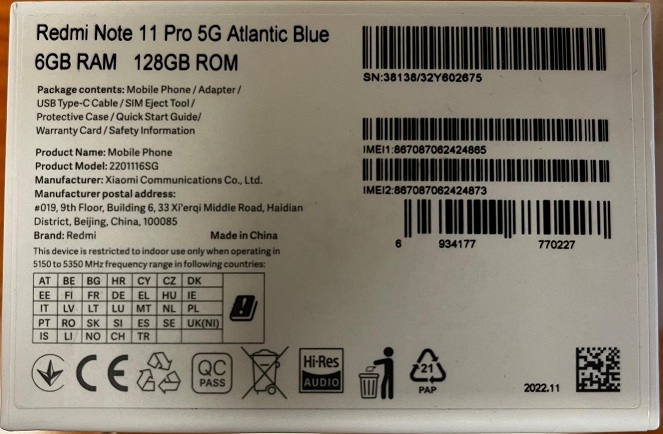 Redmi Note 11 Pro 5G Atlantic Blue
6GB RAM 128GB ROM
Package contents: Mobile Phone / Adapter /
USB Type-C Cable / SIM Eject Tool /
Protective Case / Quick Start Guide/
Warranty Card / Safety Information
Product Name: Mobile Phone
Product Model: 2201116SG
Manufacturer: Xiaomi Communications Co., Ltd.
Manufacturer postal address:
#019, 9th Floor, Building 6, 33 Xi'erqi Middle Road, Haidian
District, Beijing, China, 100085
Brand: Redmi Made in China
This device is restricted to indoor use only when operating in
5150 to 5350 MHz frequency range in following countries:
AT BE BG HR CY CZ DK
EE FI FR DE EL HU IE
IT LV LT LU MT NL PL
PT RO SK SI ES SE UK(NI)
IS LI NO CH TR
SN:38138/32Y602675
IMEI1:867087062424865
IMEI2:867087062424873
6 934177 770227
CE
QC
PASS
Hi-Res
AUDIO
21
PAP
2022.11